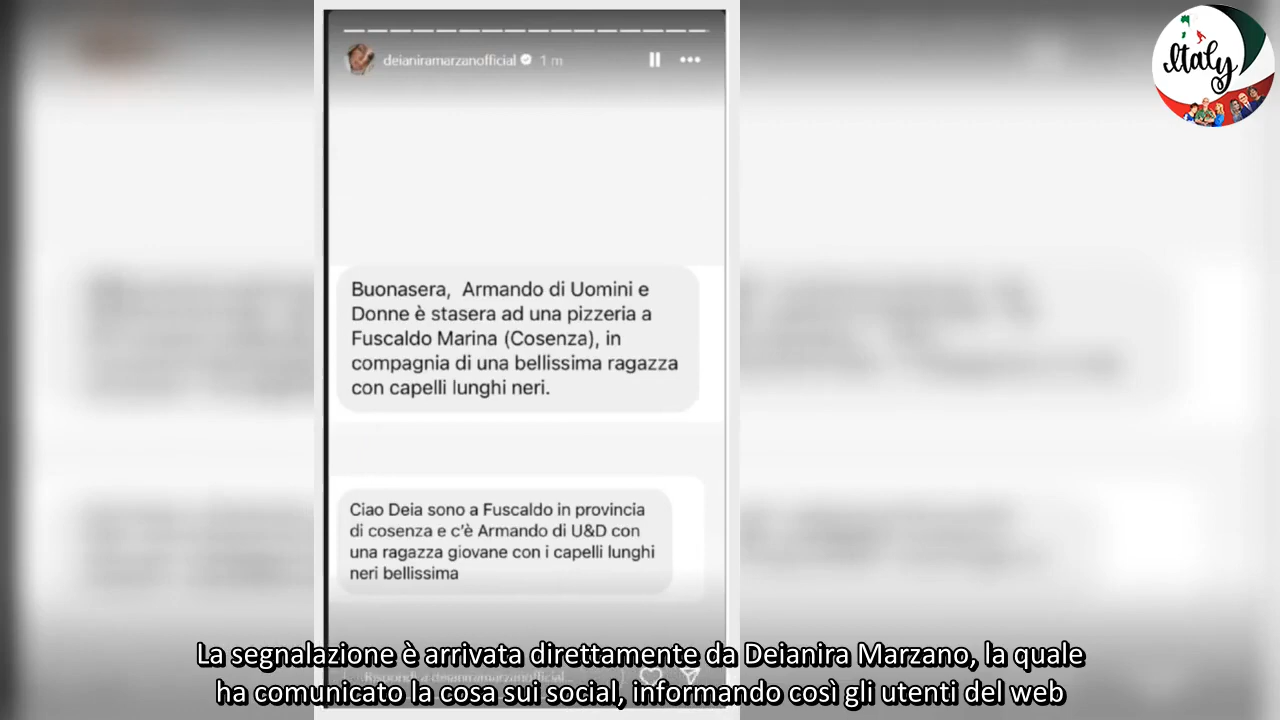 deianiramarzanofficial 1 m
Italy
Buonasera, Armando di Uomini e
Donne è stasera ad una pizzeria a
Fuscaldo Marina (Cosenza), in
compagnia di una bellissima ragazza
con capelli lunghi neri.
Ciao Deia sono a Fuscaldo in provincia
di cosenza e c'è Armando di U&D con
una ragazza giovane con i capelli lunghi
neri bellissima
La segnalazione è arrivata direttamente da Deianira Marzano, la quale
Rispondi a deianiramarzanofficial...
ha comunicato la cosa sui social, informando così gli utenti del web